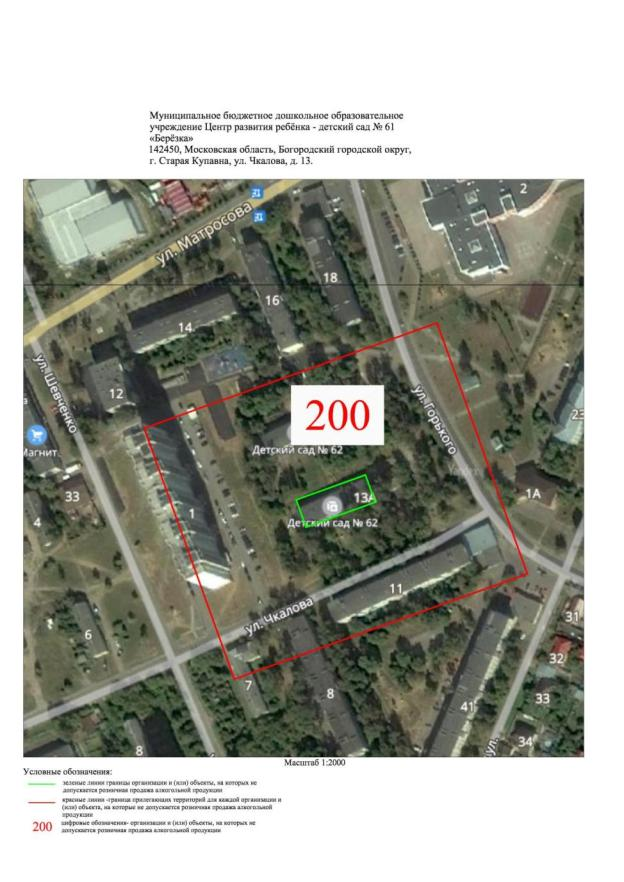 Муниципальное бюджетное дошкольное образовательное
учреждение Центр развития ребёнка - детский сад № 61
«Берёзка»
142450, Московская область, Богородский городской округ,
г. Старая Купавна, ул. Чкалова, д. 13.
2
ул. Матросова
18
16
14
ул. Шевченко
12
ул. Горького
200
23
Магнит
Детский сад № 62
Яндекс
33
13А
1А
4
1
Детский сад № 62
11
ул. Чкалова
31
6
32
7
8
33
41
34
8
ул.
Масштаб 1:2000
Условные обозначения:
зеленые линии границы организации и (или) объекты, на которых не
допускается розничная продажа алкогольной продукции
красные линии -граница прилегающих территорий для каждой организации и
(или) объекта, на которые не допускается розничная продажа алкогольной
продукции
200
цифровые обозначения- организации и (или) объекты, на которых не
допускается розничная продажа алкогольной продукции